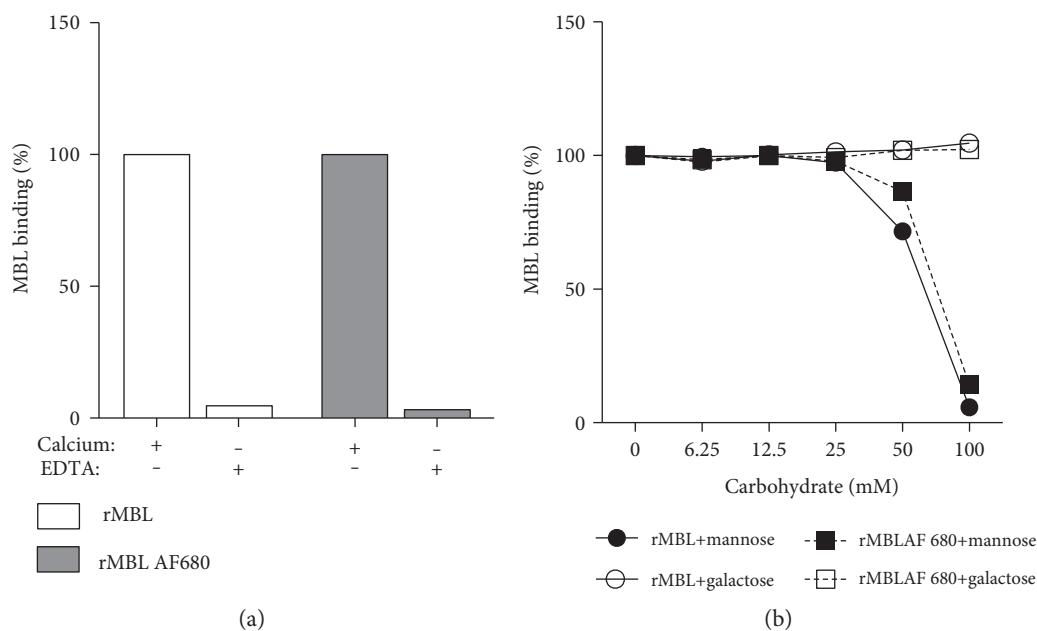 150
100
50
0
MBL binding (%)
Calcium: + - + -
EDTA: - + - +
rMBL
rMBL AF680
(a)
150
100
50
0
MBL binding (%)
0 6.25 12.5 25 50 100
Carbohydrate (mM)
rMBL+mannose rMBLAF 680+mannose
rMBL+galactose rMBLAF 680+galactose
(b)